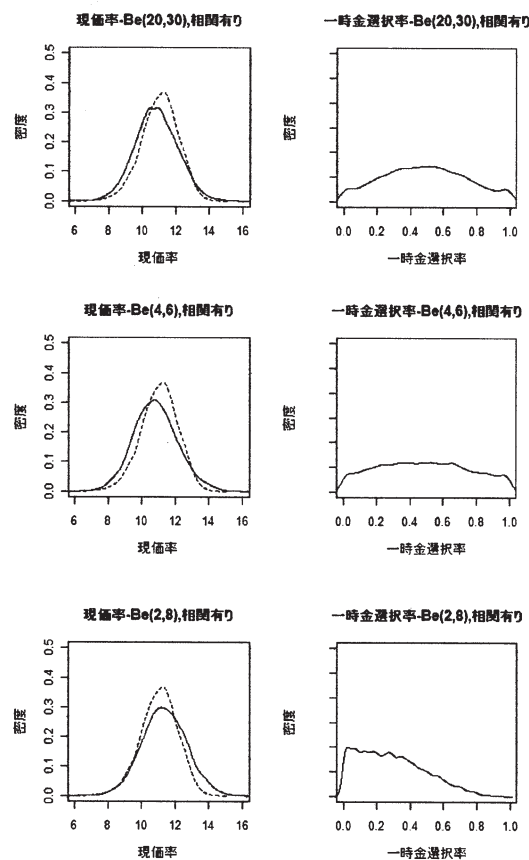 現価率-Be(20,30),相関有り
密度
0.0 0.1 0.2 0.3 0.4 0.5
6 8 10 12 14 16
現価率
一時金選択率-Be(20,30),相関有り
密度
0.0 0.2 0.4 0.6 0.8 1.0
一時金選択率
現価率-Be(4,6),相関有り
密度
0.0 0.1 0.2 0.3 0.4 0.5
6 8 10 12 14 16
現価率
一時金選択率-Be(4,6),相関有り
密度
0.0 0.2 0.4 0.6 0.8 1.0
一時金選択率
現価率-Be(2,8),相関有り
密度
0.0 0.1 0.2 0.3 0.4 0.5
6 8 10 12 14 16
現価率
一時金選択率-Be(2,8),相関有り
密度
0.0 0.2 0.4 0.6 0.8 1.0
一時金選択率